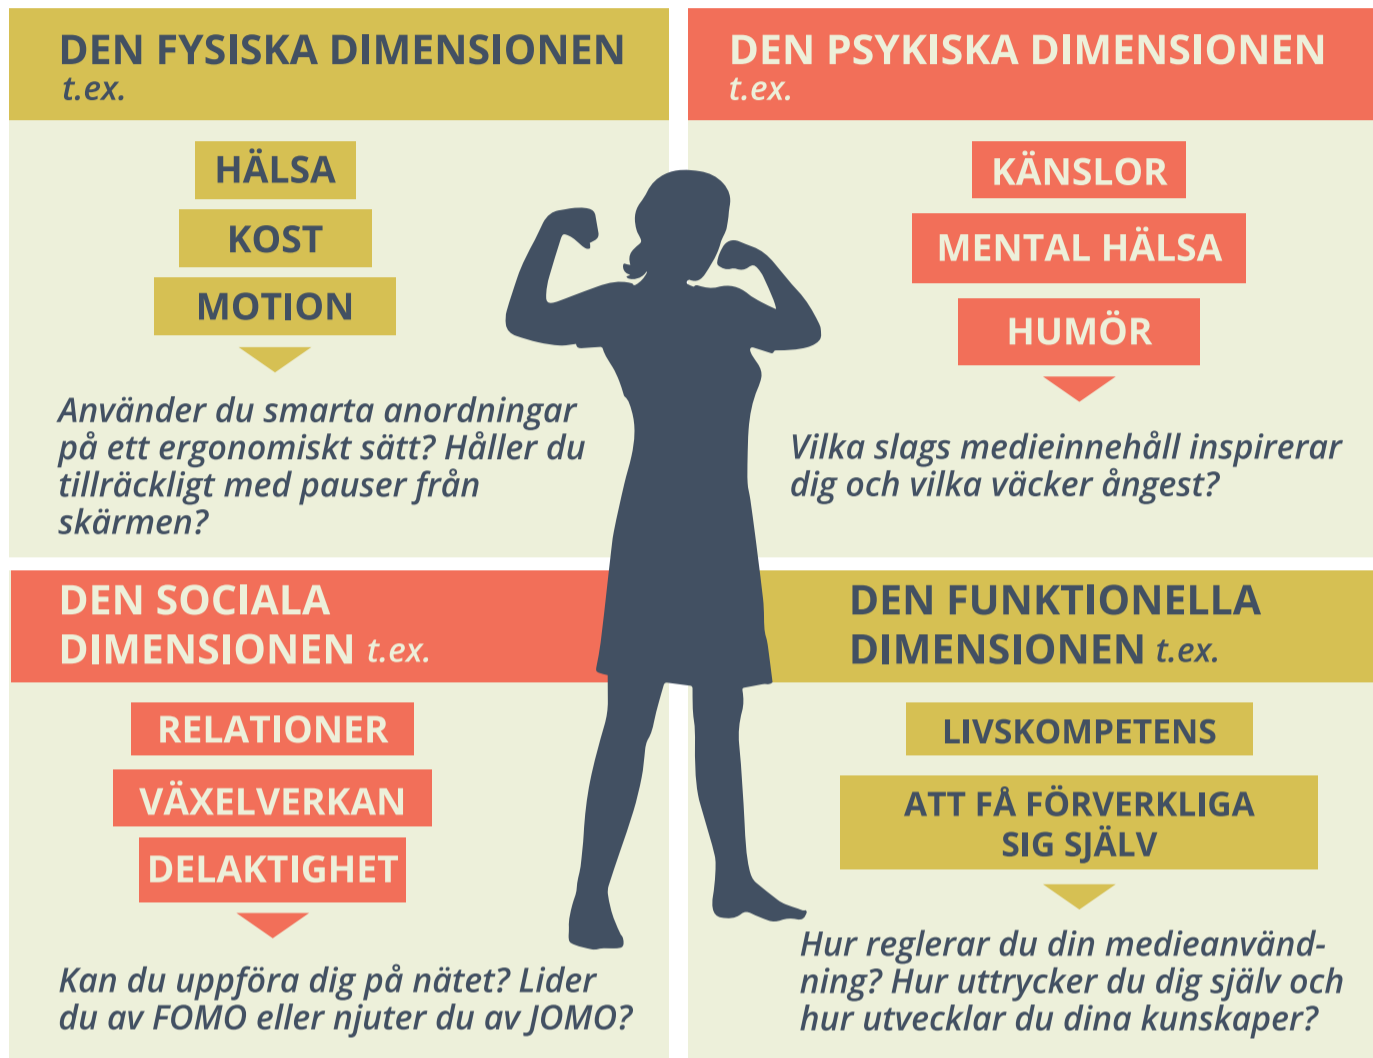 DEN FYSISKA DIMENSIONEN
t.ex.
HÄLSA
KOST
MOTION
Använder du smarta anordningar
på ett ergonomiskt sätt? Håller du
tillräckligt med pauser från
skärmen?
DEN PSYKISKA DIMENSIONEN
t.ex.
KÄNSLOR
MENTAL HÄLSA
HUMÖR
Vilka slags medieinnehåll inspirerar
dig och vilka väcker ångest?
DEN SOCIALA
DIMENSIONEN t.ex.
RELATIONER
VÄXELVERKAN
DELAKTIGHET
Kan du uppföra dig på nätet? Lider
du av FOMO eller njuter du av JOMO?
DEN FUNKTIONELLA
DIMENSIONEN t.ex.
LIVSKOMPETENS
ATT FÅ FÖRVERKLIGA
SIG SJÄLV
Hur reglerar du din medieanvänd-
ning? Hur uttrycker du dig själv och
hur utvecklar du dina kunskaper?